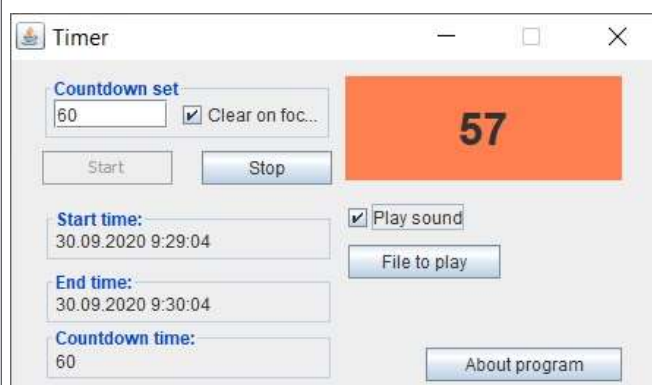 Timer
Countdown set
60
Clear on foc...
57
Start
Stop
Start time:
30.09.2020 9:29:04
Play sound
File to play
End time:
30.09.2020 9:30:04
Countdown time:
60
About program